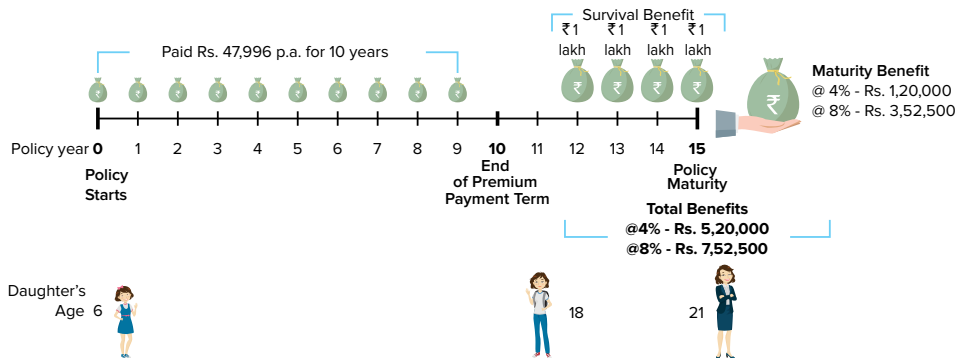 Survival Benefit
₹1 ₹1 ₹1 ₹1
lakh lakh lakh lakh
Paid Rs. 47,996 p.a. for 10 years
₹
₹ ₹ ₹ ₹ ₹ ₹ ₹ ₹ ₹ ₹ ₹ ₹ ₹ ₹
Maturity Benefit
@ 4% - Rs. 1,20,000
@ 8% - Rs. 3,52,500
Policy year 0 1 2 3 4 5 6 7 8 9 10 11 12 13 14 15
Policy
Starts
End
of Premium
Payment Term
Policy
Maturity
Total Benefits
@4% - Rs. 5,20,000
@8% - Rs. 7,52,500
Daughter's
Age 6 18 21